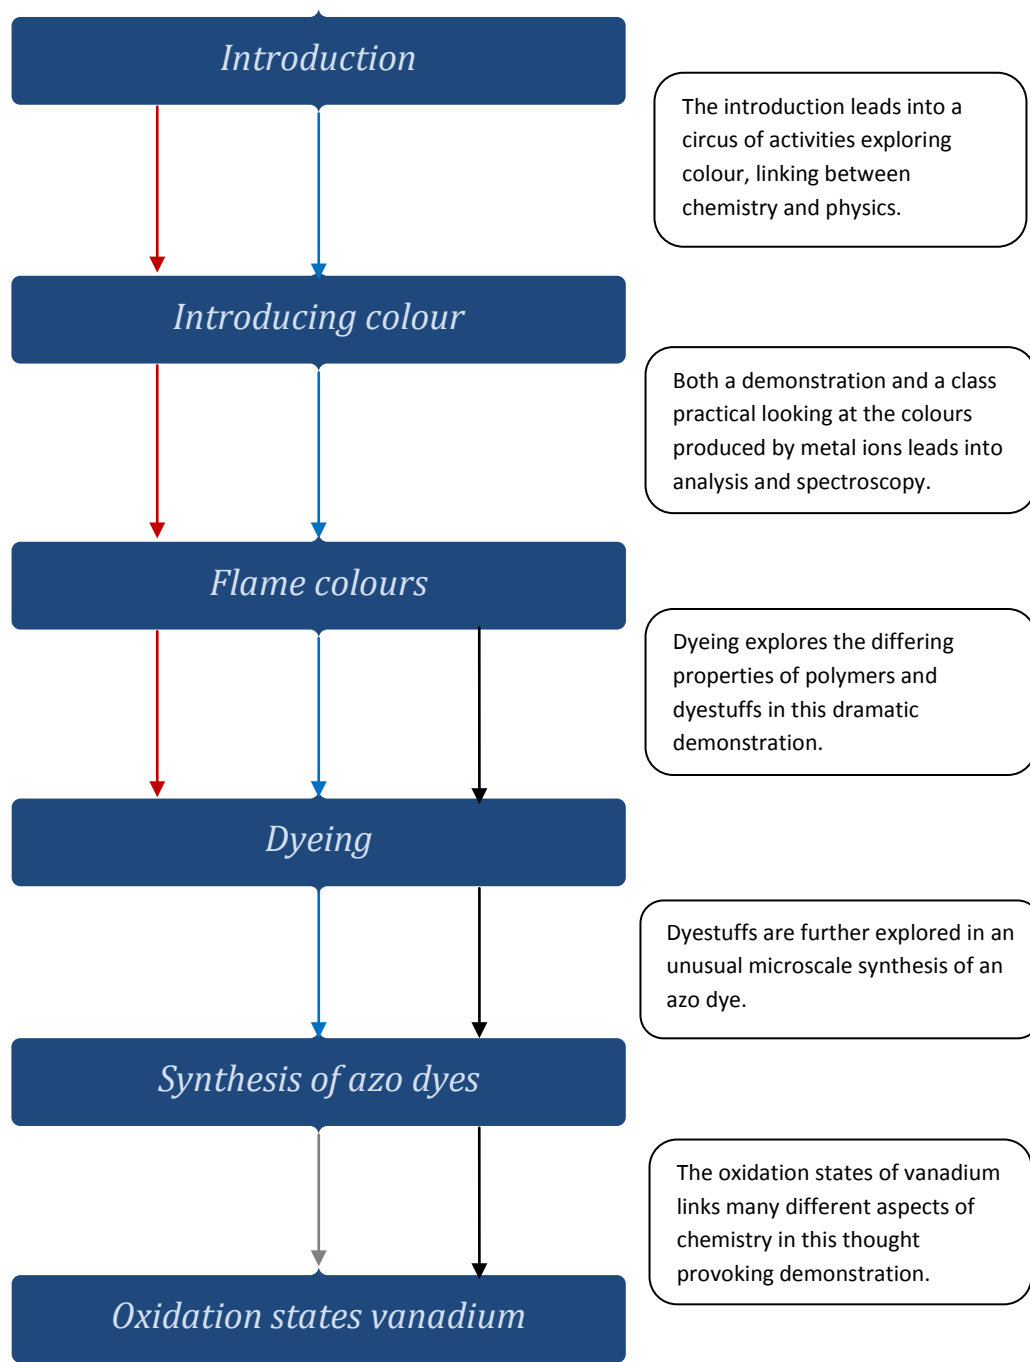 Introduction
The introduction leads into a
circus of activities exploring
colour, linking between
chemistry and physics.
Introducing colour
Both a demonstration and a class
practical looking at the colours
produced by metal ions leads into
analysis and spectroscopy.
Flame colours
Dyeing explores the differing
properties of polymers and
dyestuffs in this dramatic
demonstration.
Dyeing
Dyestuffs are further explored in an
unusual microscale synthesis of an
azo dye.
Synthesis of azo dyes
The oxidation states of vanadium
links many different aspects of
chemistry in this thought
provoking demonstration.
Oxidation states vanadium